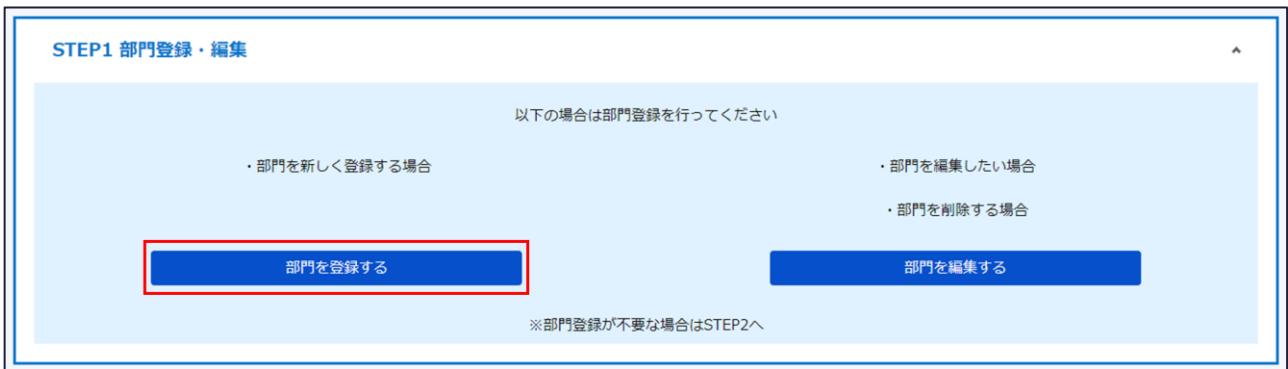 STEP1 部門登録・編集
以下の場合は部門登録を行ってください
・部門を新しく登録する場合
・部門を編集したい場合
・部門を削除する場合
部門を登録する
部門を編集する
※部門登録が不要な場合はSTEP2へ